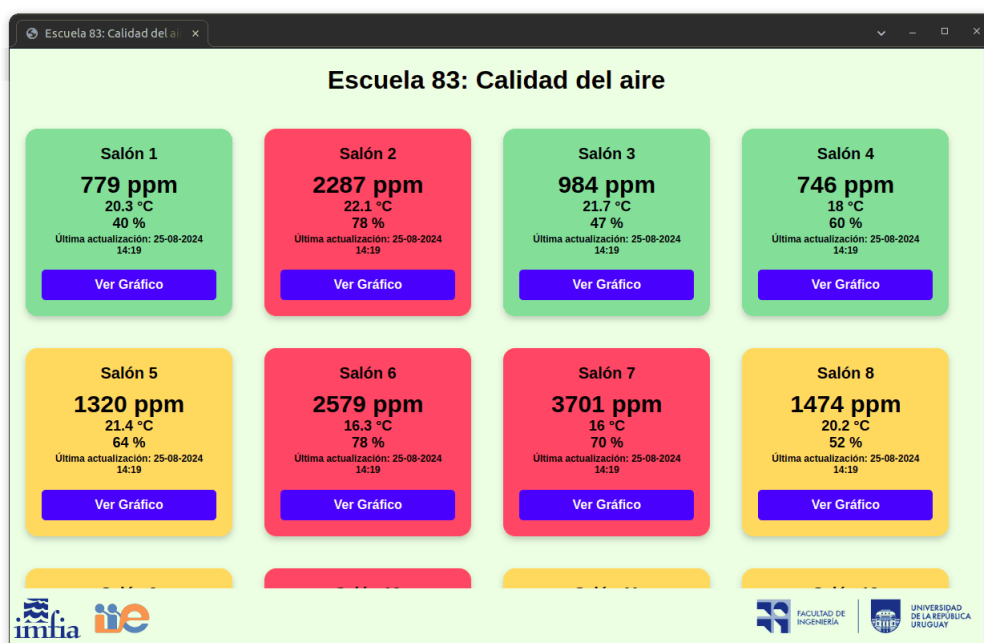 Escuela 83: Calidad del ai
Escuela 83: Calidad del aire
Salón 1
779 ppm
20.3 °C
40 %
Última actualización: 25-08-2024
14:19
Ver Gráfico
Salón 2
2287 ppm
22.1 °C
78 %
Última actualización: 25-08-2024
14:19
Ver Gráfico
Salón 3
984 ppm
21.7 °C
47 %
Última actualización: 25-08-2024
14:19
Ver Gráfico
Salón 4
746 ppm
18 °C
60 %
Última actualización: 25-08-2024
14:19
Ver Gráfico
Salón 5
1320 ppm
21.4 °C
64 %
Última actualización: 25-08-2024
14:19
Ver Gráfico
Salón 6
2579 ppm
16.3 °C
78 %
Última actualización: 25-08-2024
14:19
Ver Gráfico
Salón 7
3701 ppm
16 °C
70 %
Última actualización: 25-08-2024
14:19
Ver Gráfico
Salón 8
1474 ppm
20.2 °C
52 %
Última actualización: 25-08-2024
14:19
Ver Gráfico
imfia
iie
FACULTAD DE
INGENIERÍA
UNIVERSIDAD
DE LA REPÚBLICA
URUGUAY